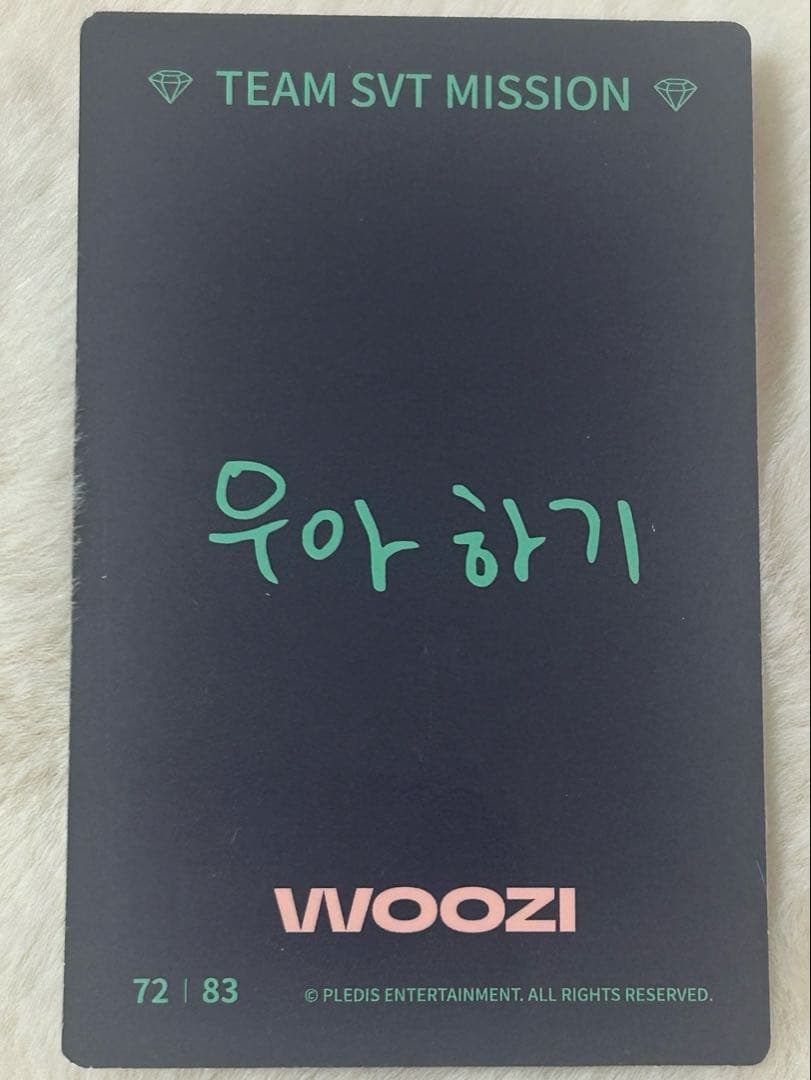 TEAM SVT MISSION
우아 하기
WOOZI
72 | 83
© PLEDIS ENTERTAINMENT. ALL RIGHTS RESERVED.